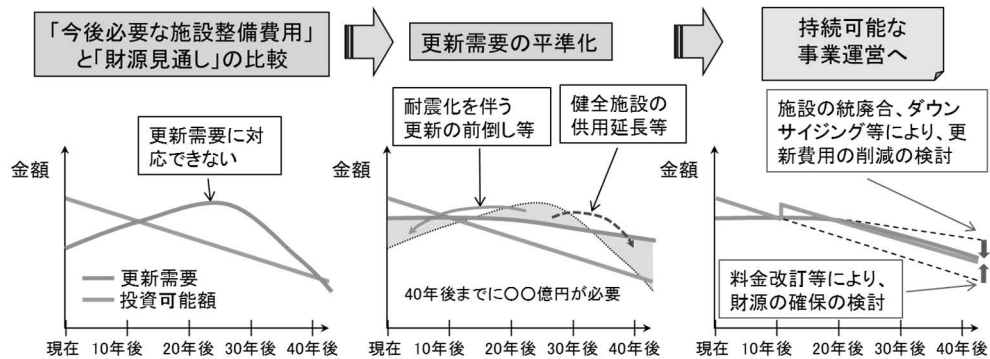 「今後必要な施設整備費用」
と「財源見通し」の比較
更新需要の平準化
持続可能な
事業運営へ
更新需要に対
応できない
金額
更新需要
投資可能額
現在 10年後 20年後 30年後 40年後
耐震化を伴う
更新の前倒し等
健全施設の
供用延長等
金額
40年後までに〇〇億円が必要
現在 10年後 20年後 30年後 40年後
施設の統廃合、ダウン
サイジング等により、更
新費用の削減の検討
金額
料金改訂等により、
財源の確保の検討
現在 10年後 20年後 30年後 40年後